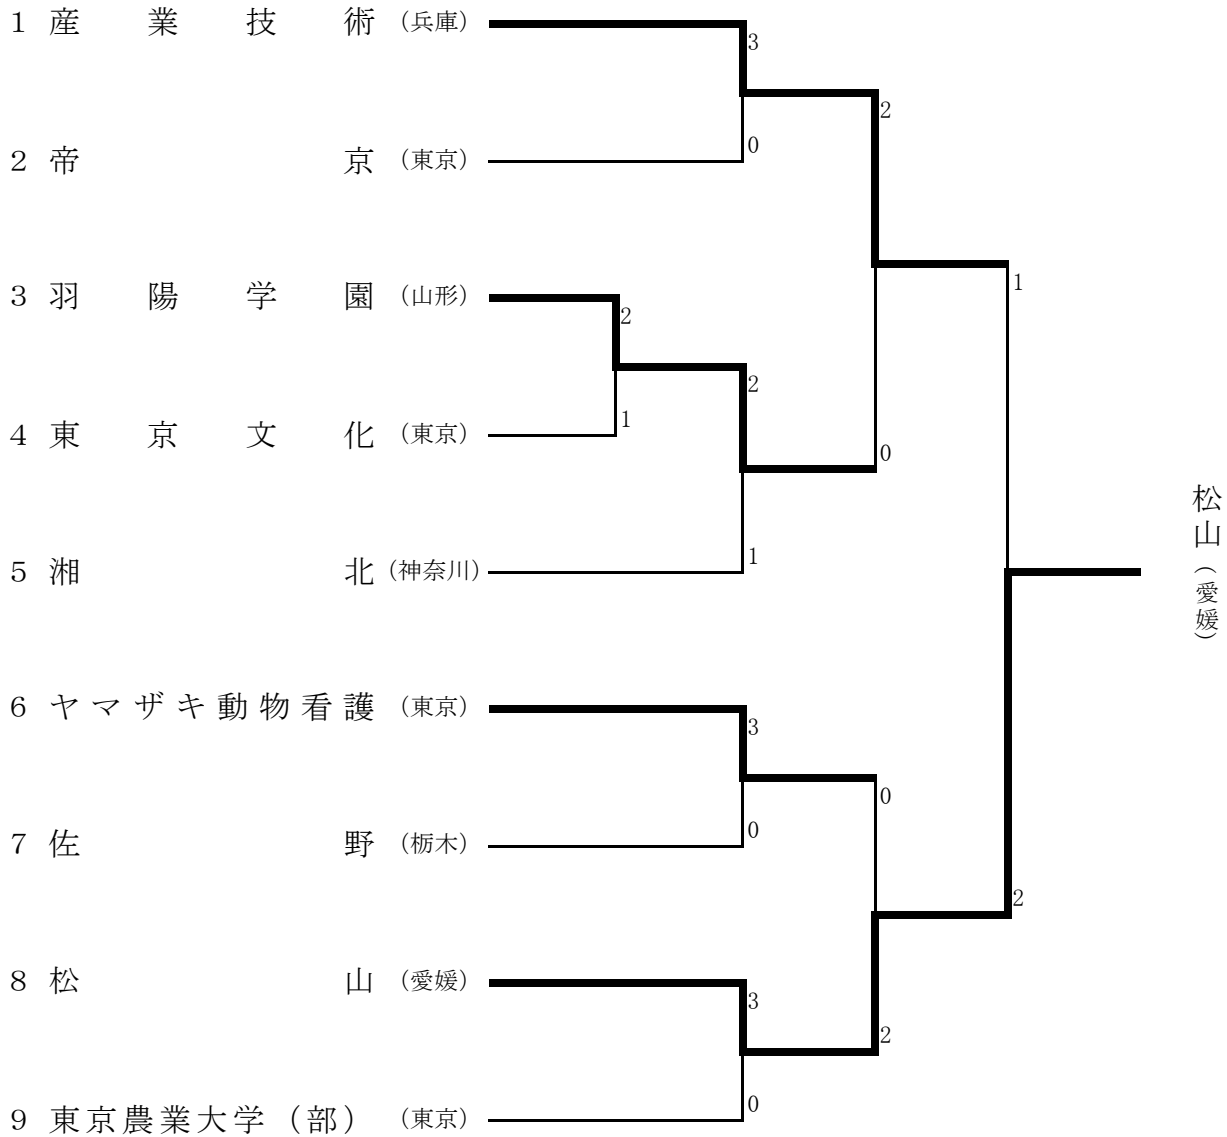 1 産業技術 (兵庫)
3
2
0
2 帝京 (東京)
3 羽陽学園 (山形)
1
2
2
4 東京文化 (東京)
1
0
松山(愛媛)
5 湘北 (神奈川)
1
6 ヤマザキ動物看護 (東京)
3
0
7 佐野 (栃木)
0
2
8 松山 (愛媛)
3
2
9 東京農業大学(部) (東京)
0